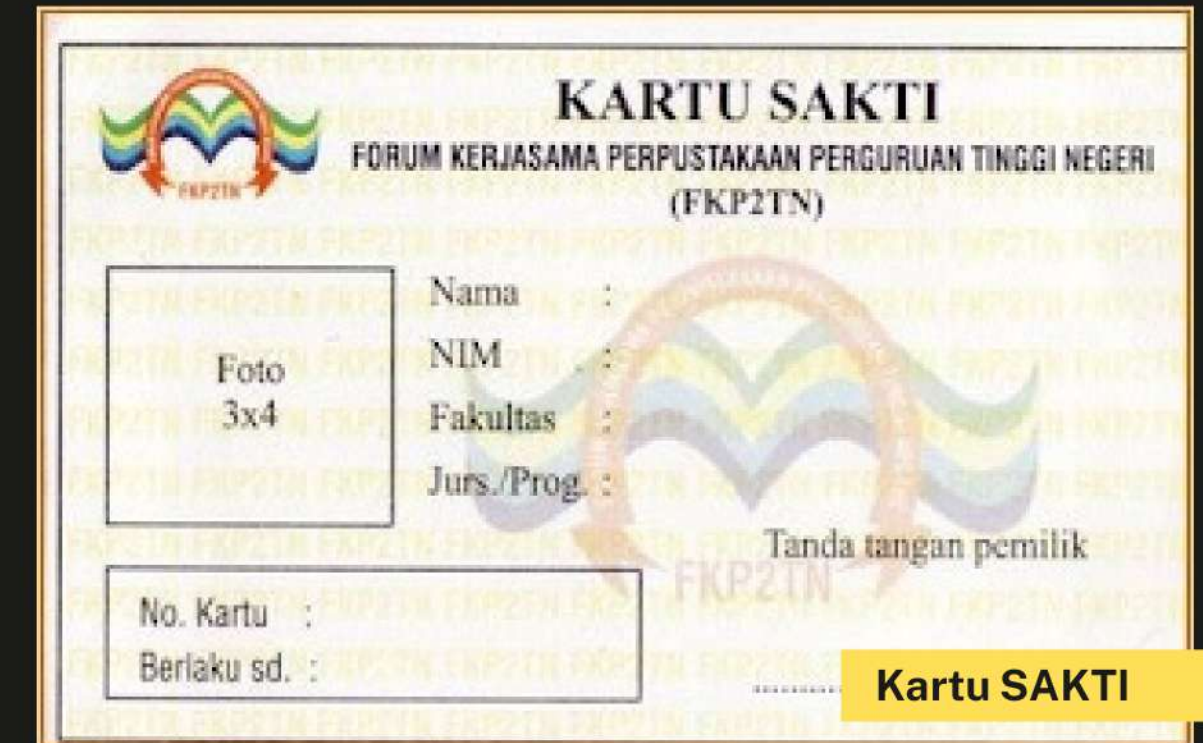 KARTU SAKTI
FORUM KERJASAMA PERPUSTAKAAN PERGURUAN TINGGI NEGERI
(FKP2TN)
FKP2TN
Foto
3x4
Nama :
NIM :
Fakultas :
Jurs./Prog. :
FKP2TN
Tanda tangan pemilik
No. Kartu :
Berlaku sd. :
Kartu SAKTI